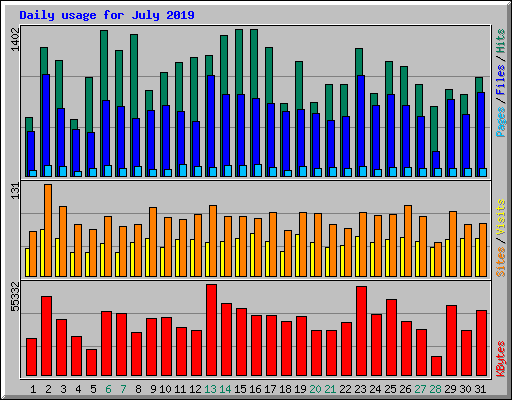 Daily usage for July 2019
1402
Pages / Files / Hits
131
Sites / Visits
55332
KBytes
1 2 3 4 5 6 7 8 9 10 11 12 13 14 15 16 17 18 19 20 21 22 23 24 25 26 27 28 29 30 31